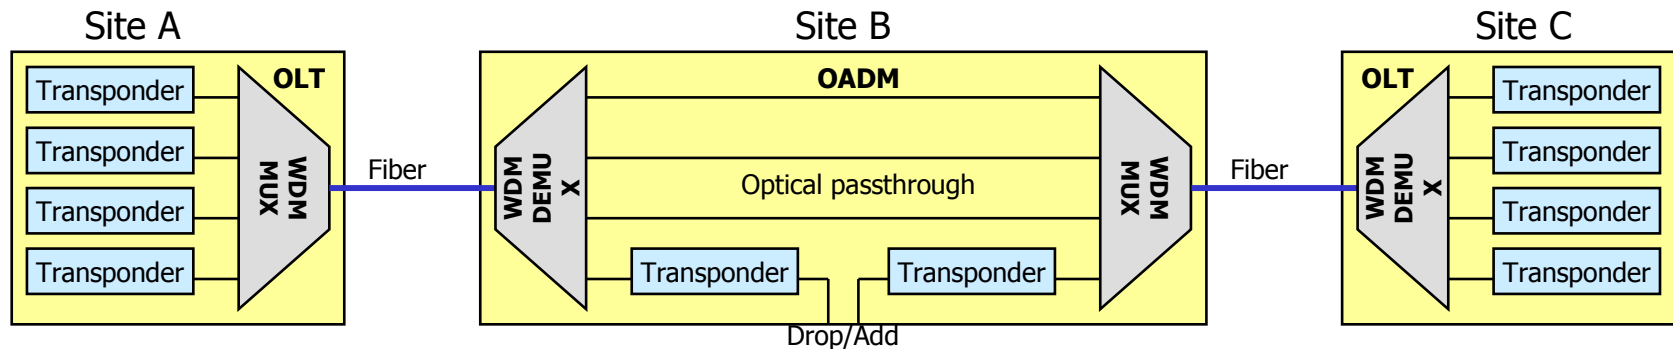 Site A
Site B
Site C
Transponder
Transponder
Transponder
Transponder
OLT
WDM
MUX
Fiber
WDM
DEMU
X
OADM
Optical passthrough
Transponder
Transponder
Drop/Add
WDM
MUX
Fiber
OLT
WDM
DEMU
X
Transponder
Transponder
Transponder
Transponder